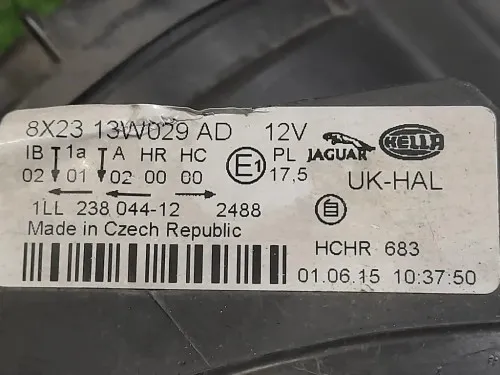 8X23 13W029 AD 12V
JAGUAR HELLA
IB 1a A HR HC E1 PL
02 01 02 00 00 17,5
UK-HAL
1LL 238 044-12 2488
自
Made in Czech Republic
HCHR 683
01.06.15 10:37:50